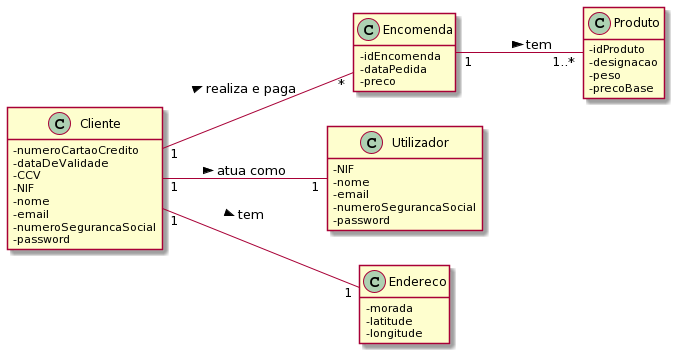 C Cliente
-numeroCartaoCredito
-dataDeValidade
-CCV
-NIF
-nome
-email
-numeroSegurancaSocial
-password
realiza e paga
1
*
C Encomenda
-idEncomenda
-dataPedida
-preco
tem
1
1..*
C Produto
-idProduto
-designacao
-peso
-precoBase
atua como
1
1
C Utilizador
-NIF
-nome
-email
-numeroSegurancaSocial
-password
tem
1
1
C Endereco
-morada
-latitude
-longitude